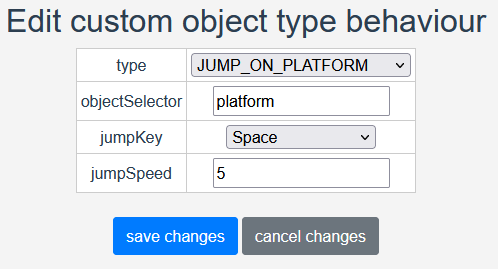 Edit custom object type behaviour
type JUMP_ON_PLATFORM
objectSelector platform
jumpKey Space
jumpSpeed 5
save changes cancel changes